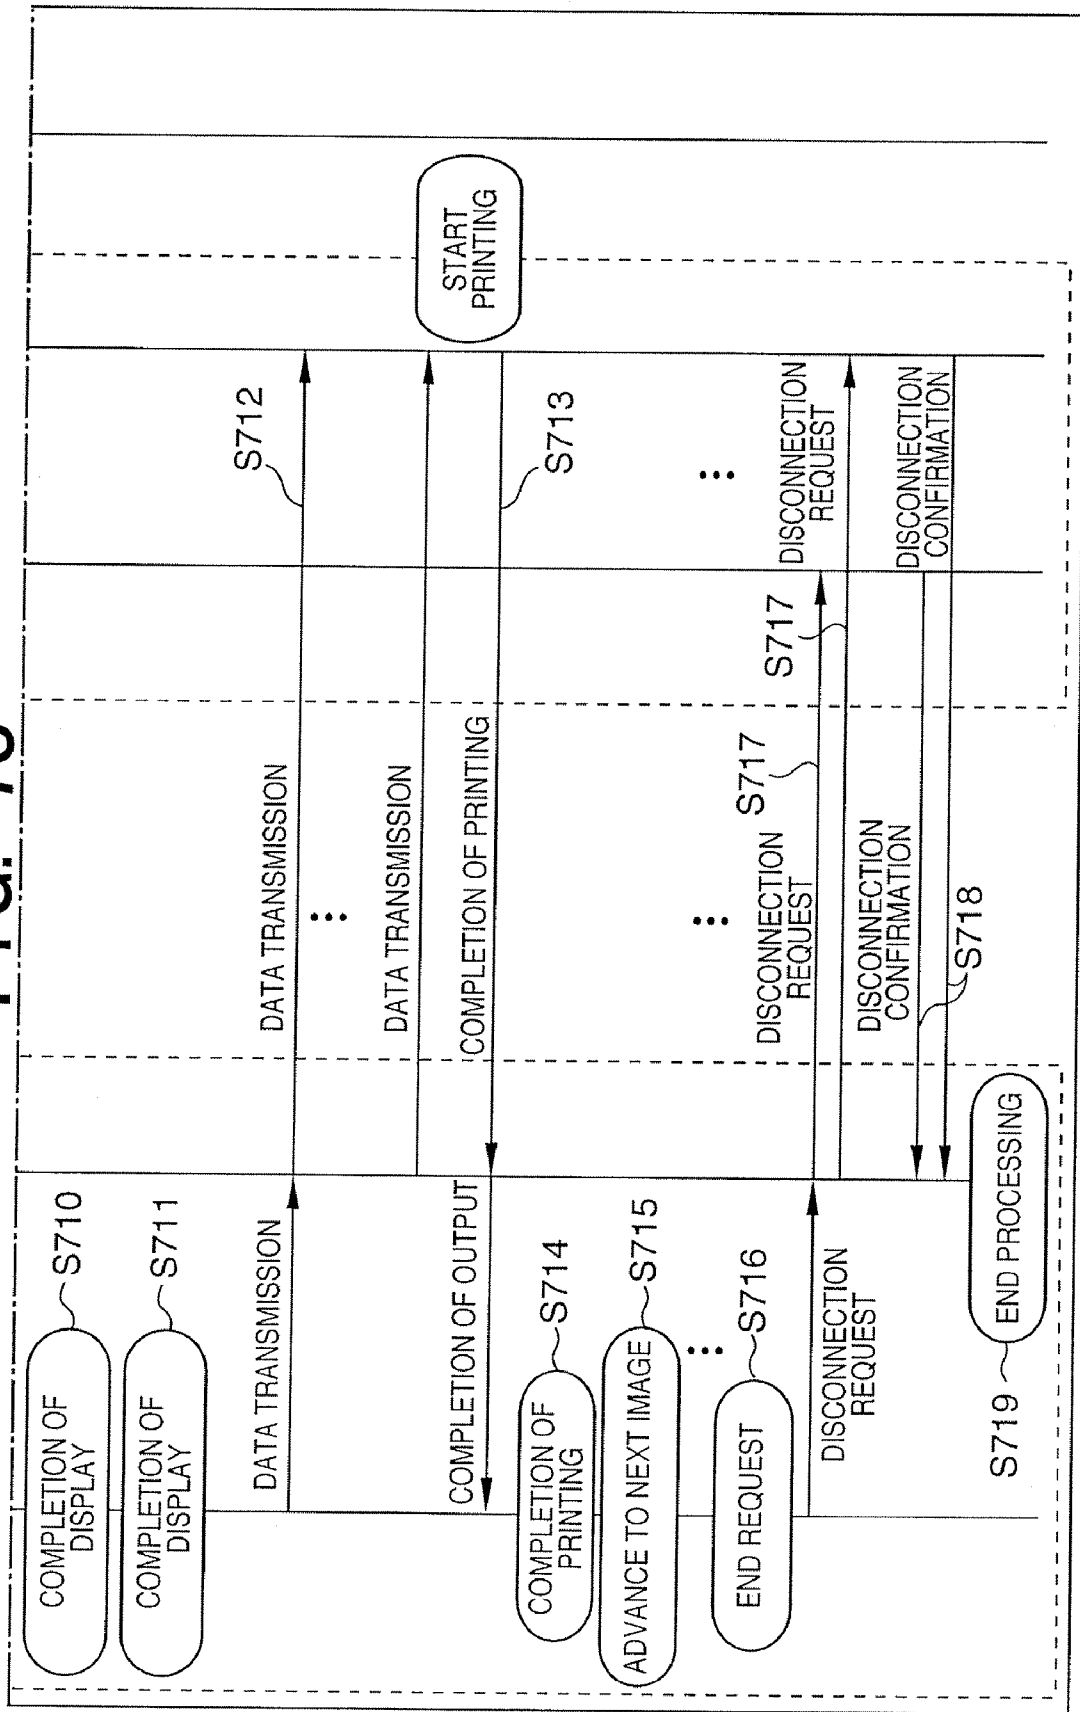 COMPLETION OF
DISPLAY
S710
COMPLETION OF
DISPLAY
S711
DATA TRANSMISSION
DATA TRANSMISSION
S712
•••
DATA TRANSMISSION
START
PRINTING
COMPLETION OF OUTPUT
COMPLETION OF PRINTING
S713
COMPLETION OF
PRINTING
S714
ADVANCE TO NEXT IMAGE
S715
•••
•••
•••
END REQUEST
S716
DISCONNECTION
REQUEST
S717
S717
DISCONNECTION
REQUEST
DISCONNECTION
REQUEST
DISCONNECTION
CONFIRMATION
DISCONNECTION
CONFIRMATION
S718
S719
END PROCESSING